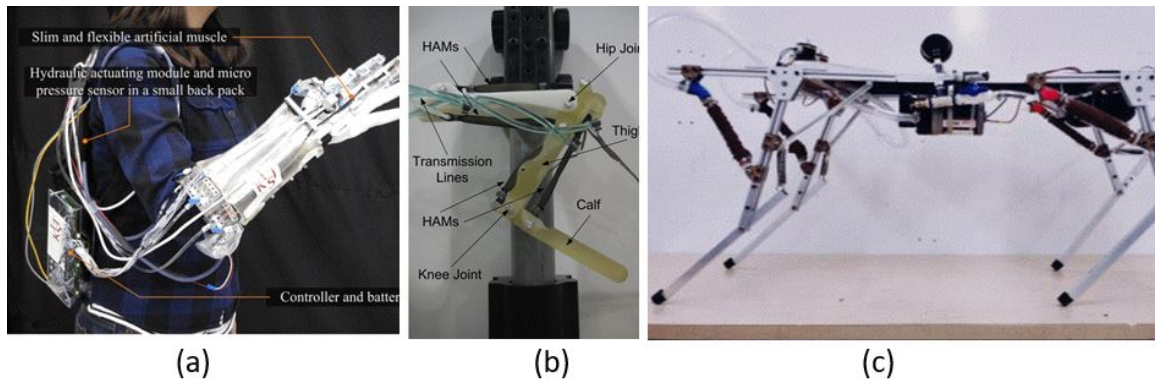 Slim and flexible artificial muscle
Hydraulic actuating module and micro
pressure sensor in a small back pack
Controller and batter
HAMs
Hip Join
Thig
Transmission
Lines
HAMs
Calf
Knee Joint
(a)
(b)
(c)